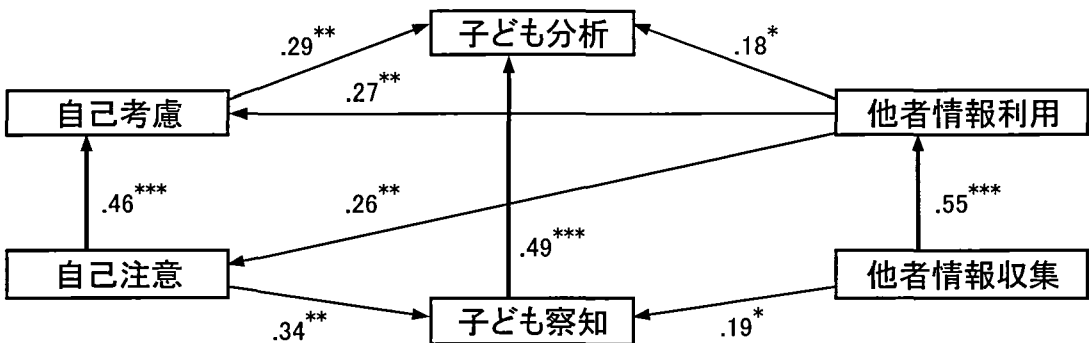 子ども分析
.29**
.18*
.27**
自己考慮
他者情報利用
.46***
.26**
.55***
.49***
自己注意
他者情報収集
子ども察知
.34**
.19*